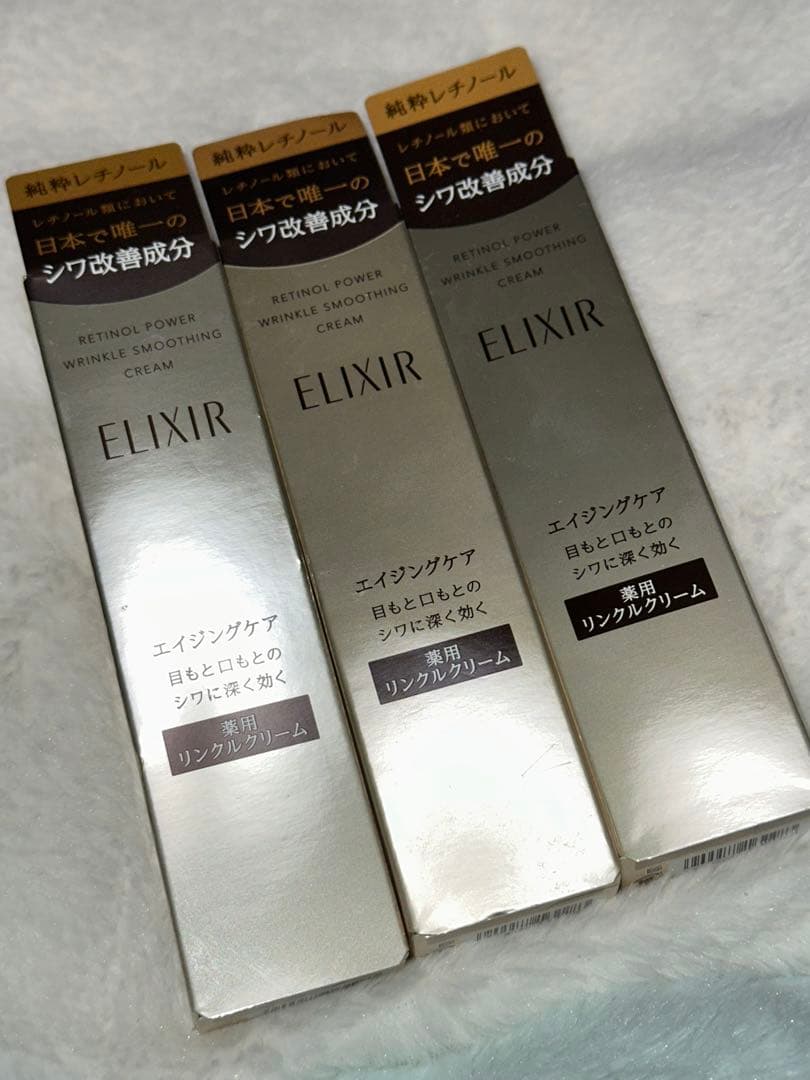 純粋レチノール
レチノール類において
日本で唯一の
シワ改善成分
RETINOL POWER
WRINKLE SMOOTHING
CREAM
ELIXIR
エイジングケア
目もと口もとの
シワに深く効く
薬用
リンクルクリーム
純粋レチノール
レチノール類において
日本で唯一の
シワ改善成分
RETINOL POWER
WRINKLE SMOOTHING
CREAM
ELIXIR
エイジングケア
目もと口もとの
シワに深く効く
薬用
リンクルクリーム
純粋レチノール
レチノール類において
日本で唯一の
シワ改善成分
RETINOL POWER
WRINKLE SMOOTHING
CREAM
ELIXIR
エイジングケア
目もと口もとの
シワに深く効く
薬用
リンクルクリーム